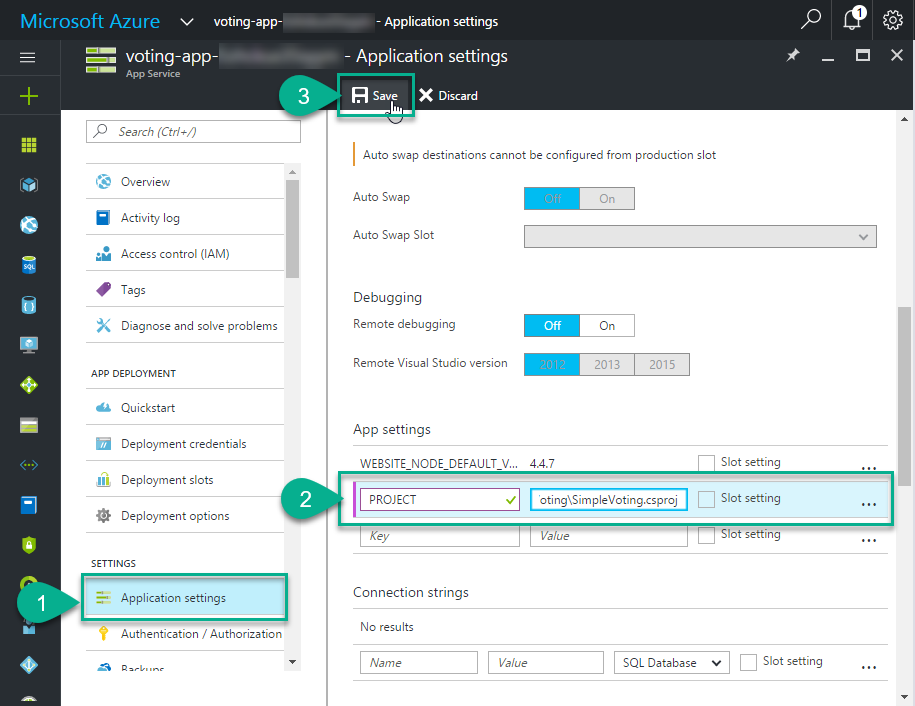 Microsoft Azure
voting-app- - Application settings
1
voting-app- - Application settings
App Service
3
Save
Discard
Search (Ctrl+/)
Overview
Activity log
Access control (IAM)
Tags
Diagnose and solve problems
APP DEPLOYMENT
Quickstart
Deployment credentials
Deployment slots
Deployment options
SETTINGS
1
Application settings
Authentication / Authorization
Backups
SQL
Auto swap destinations cannot be configured from production slot
Auto Swap Off On
Auto Swap Slot
Debugging
Remote debugging Off On
Remote Visual Studio version 2012 2013 2015
App settings
WEBSITE_NODE_DEFAULT_V... 4.4.7 Slot setting ...
2
PROJECT oting\SimpleVoting.csproj Slot setting ...
Key Value Slot setting ...
Connection strings
No results
Name Value SQL Database Slot setting ...